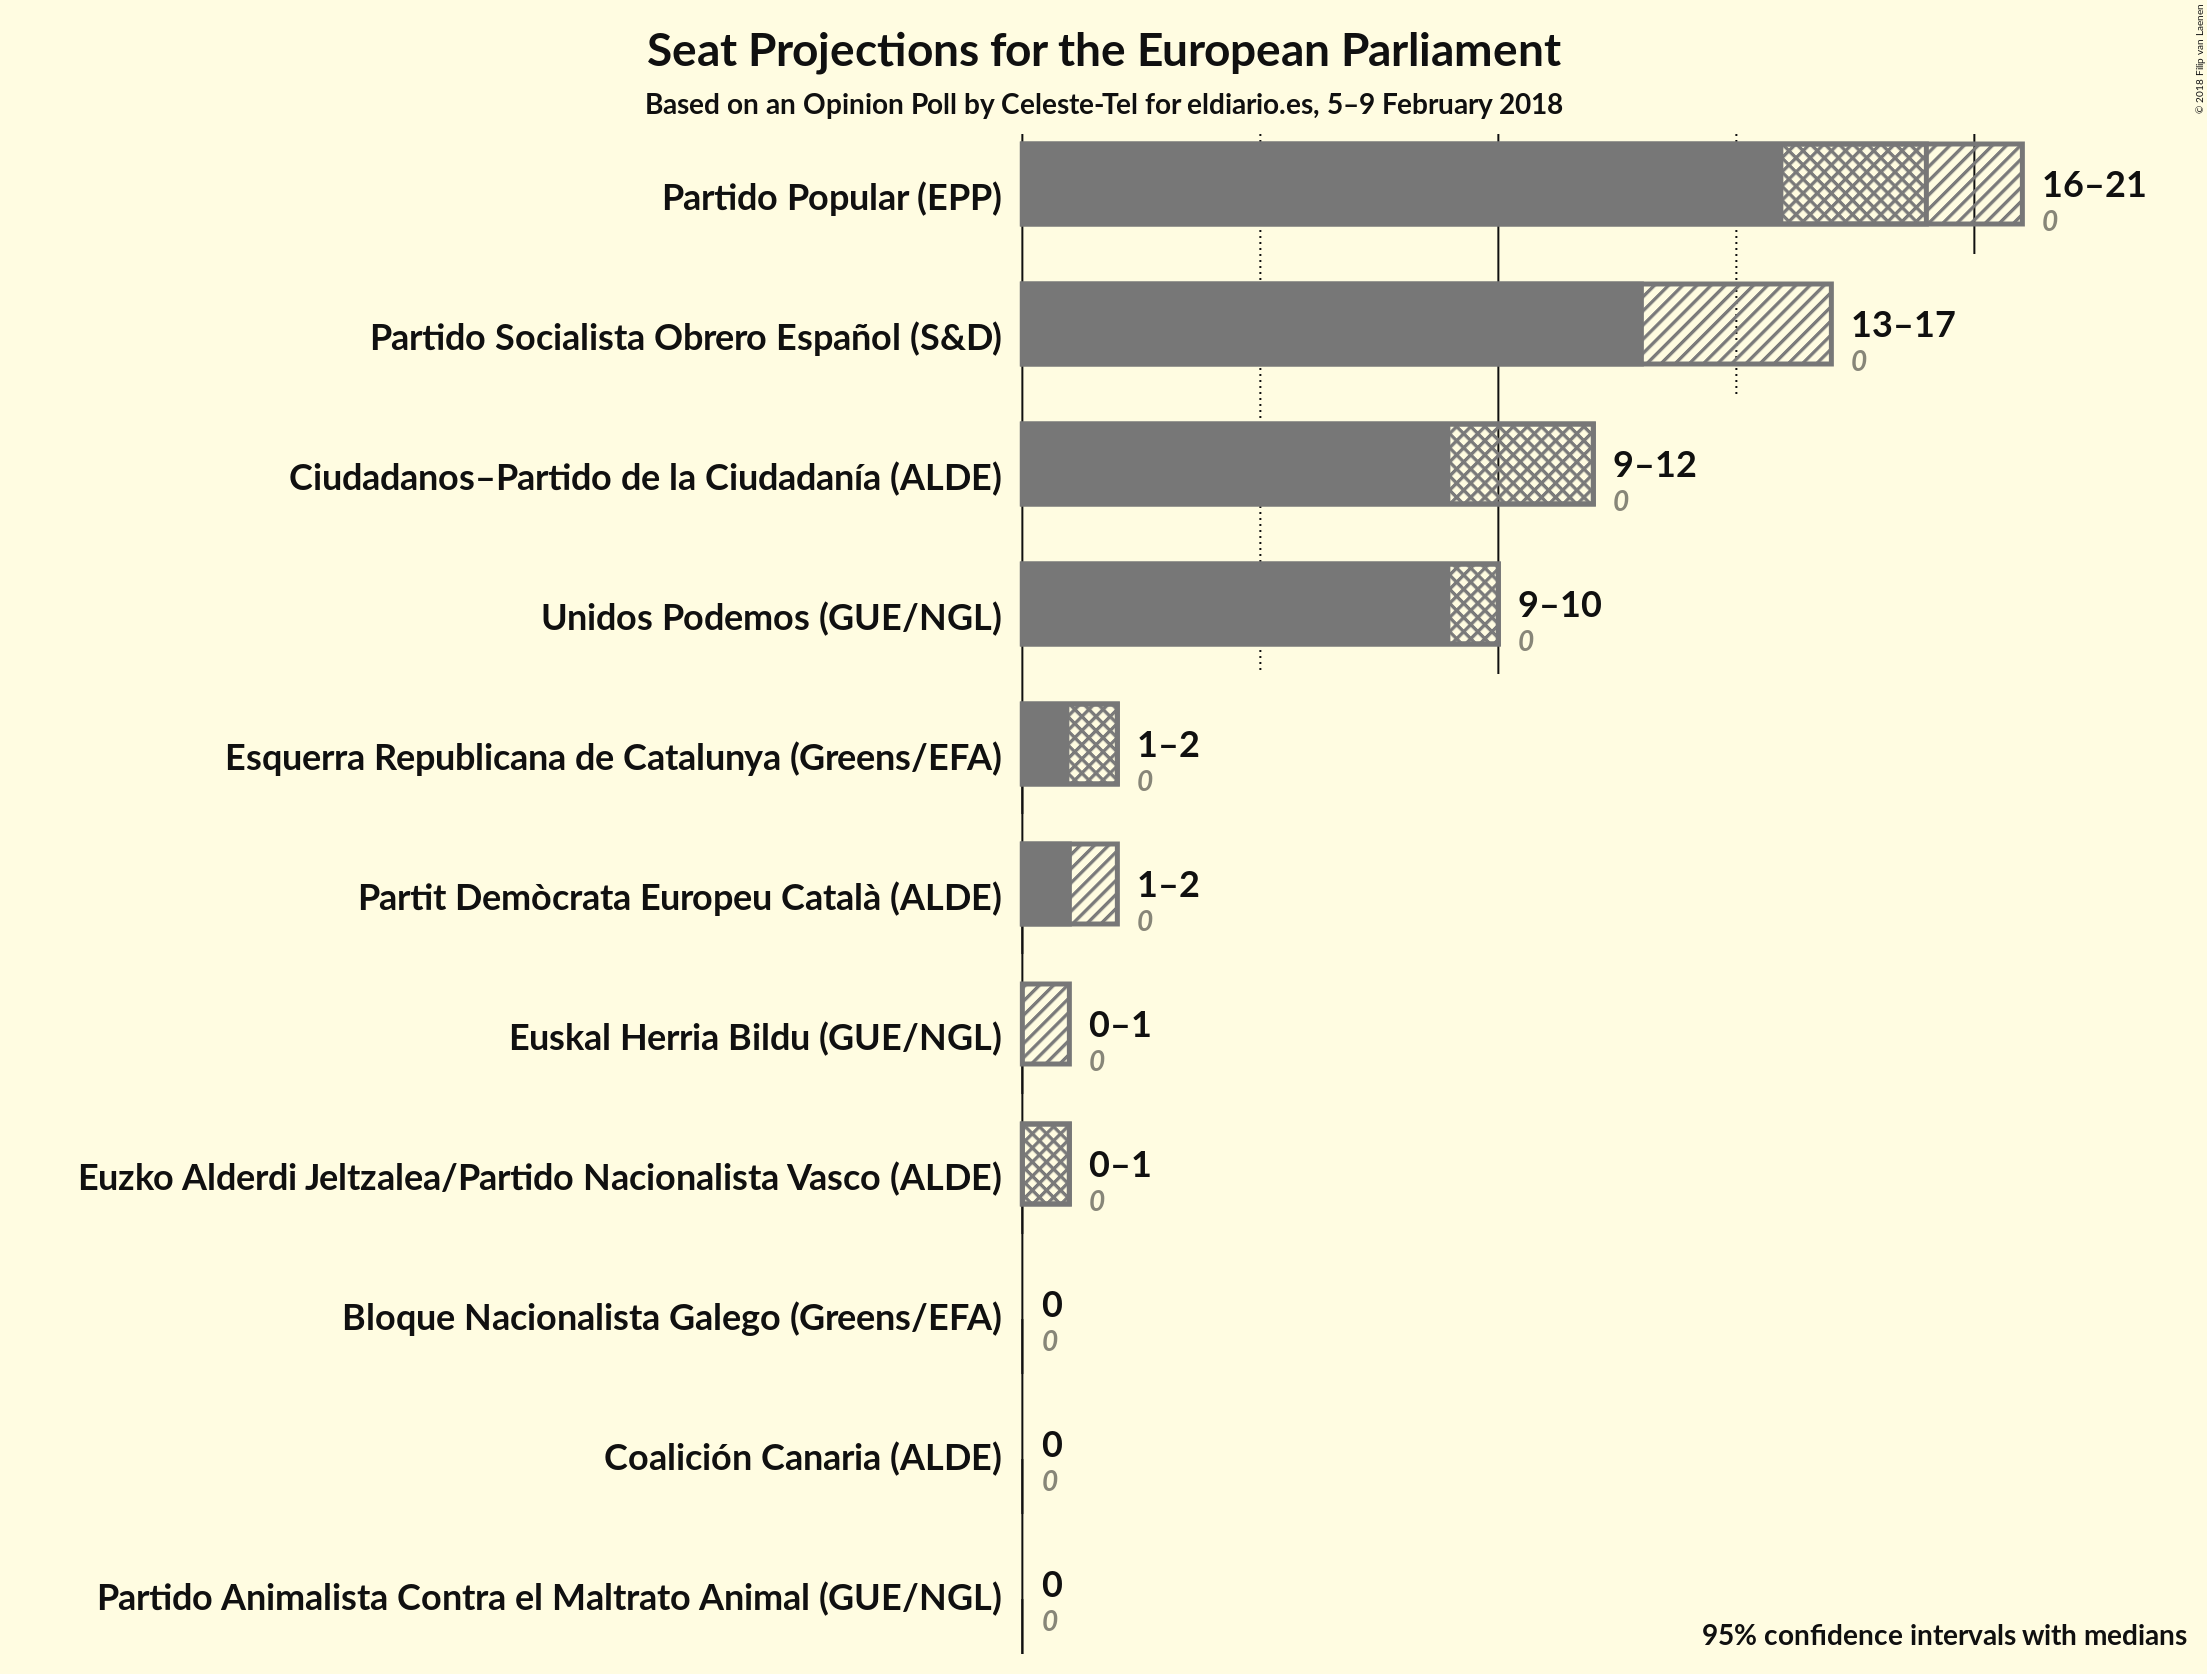 Seat Projections for the European Parliament
Based on an Opinion Poll by Celeste-Tel for eldiario.es, 5–9 February 2018
© 2018 Filip van Laenen
Partido Popular (EPP)
16–21
0
Partido Socialista Obrero Español (S&D)
13–17
0
Ciudadanos–Partido de la Ciudadanía (ALDE)
9–12
0
Unidos Podemos (GUE/NGL)
9–10
0
Esquerra Republicana de Catalunya (Greens/EFA)
1–2
0
Partit Demòcrata Europeu Català (ALDE)
1–2
0
Euskal Herria Bildu (GUE/NGL)
0–1
0
Euzko Alderdi Jeltzalea/Partido Nacionalista Vasco (ALDE)
0–1
0
Bloque Nacionalista Galego (Greens/EFA)
0
0
Coalición Canaria (ALDE)
0
0
Partido Animalista Contra el Maltrato Animal (GUE/NGL)
0
0
95% confidence intervals with medians